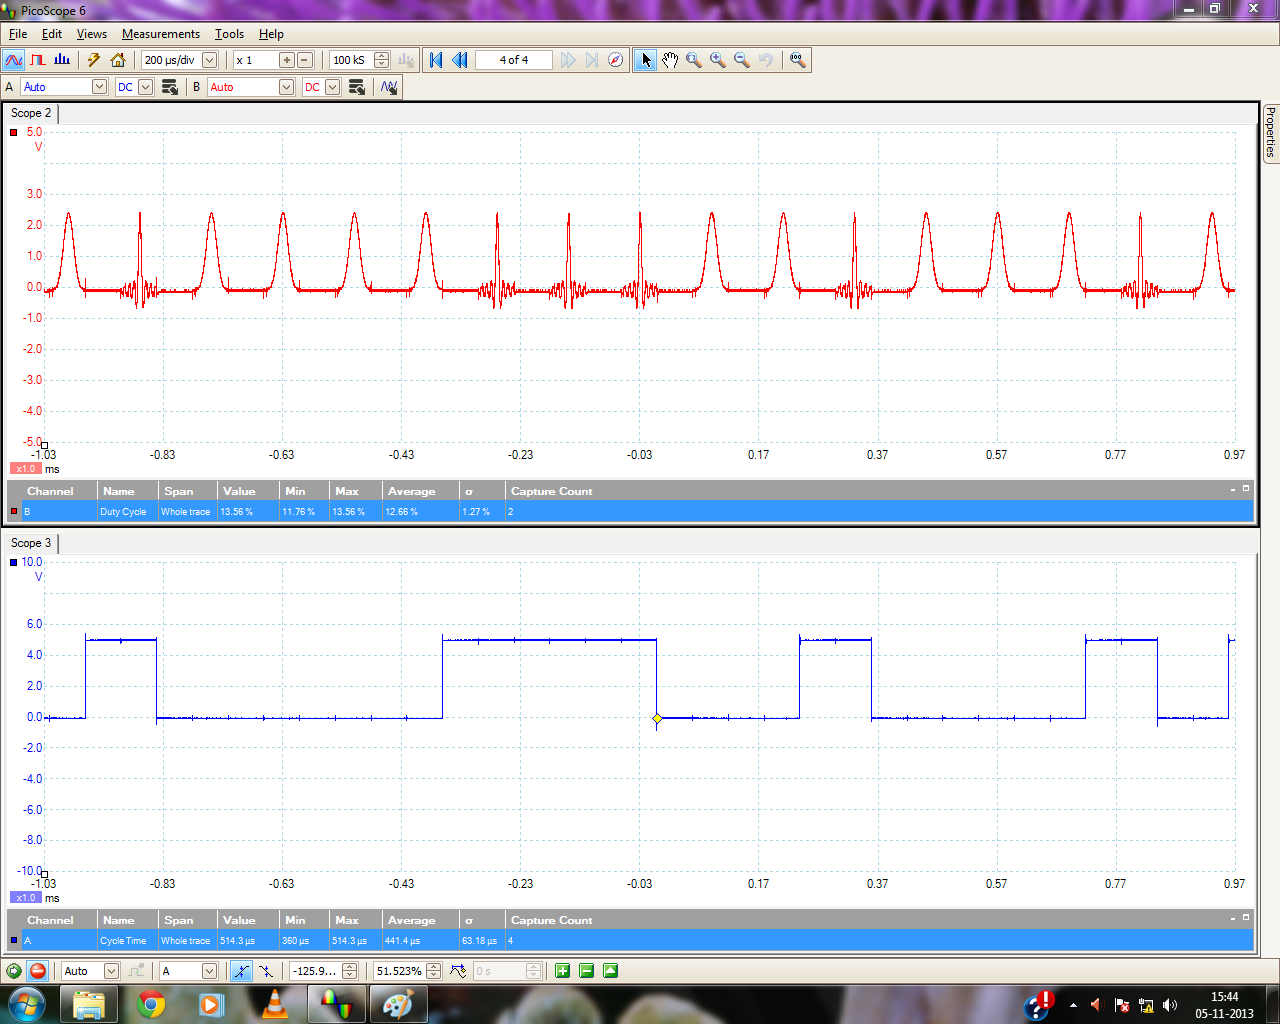 PicoScope 6
File Edit Views Measurements Tools Help
200 µs/div x 1 100 kS 4 of 4
A Auto DC B Auto DC
Scope 2
Properties
5.0
V
3.0
2.0
1.0
0.0
-1.0
-2.0
-3.0
-4.0
-5.0
-1.03 -0.83 -0.63 -0.43 -0.23 -0.03 0.17 0.37 0.57 0.77 0.97
x1.0 ms
Channel Name Span Value Min Max Average σ Capture Count
B Duty Cycle Whole trace 13.56 % 11.76 % 13.56 % 12.66 % 1.27 % 2
Scope 3
10.0
V
6.0
4.0
2.0
0.0
-2.0
-4.0
-6.0
-8.0
-10.0
-1.03 -0.83 -0.63 -0.43 -0.23 -0.03 0.17 0.37 0.57 0.77 0.97
x1.0 ms
Channel Name Span Value Min Max Average σ Capture Count
A Cycle Time Whole trace 514.3 µs 360 µs 514.3 µs 441.4 µs 63.18 µs 4
Auto A -125.9... 51.523% 0 s
15:44
05-11-2013